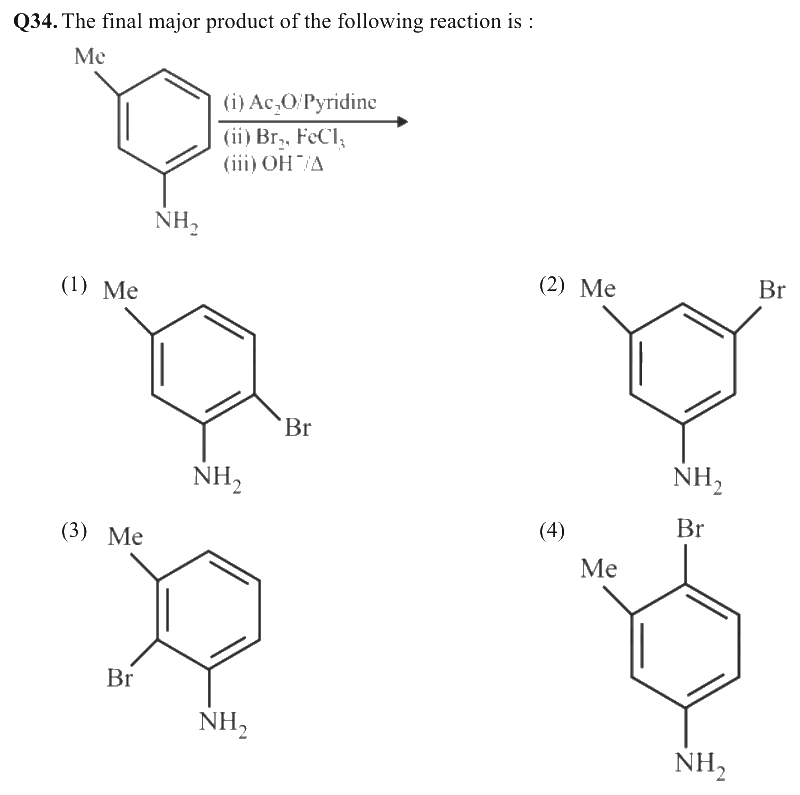 Q34. The final major product of the following reaction is :
Me
(i) Ac₂O/Pyridine
(ii) Br₂, FeCl₃
(iii) OH⁻/Δ
NH₂
(1) Me
Br
NH₂
(2) Me Br
NH₂
(3) Me
Br
NH₂
(4) Br
Me
NH₂